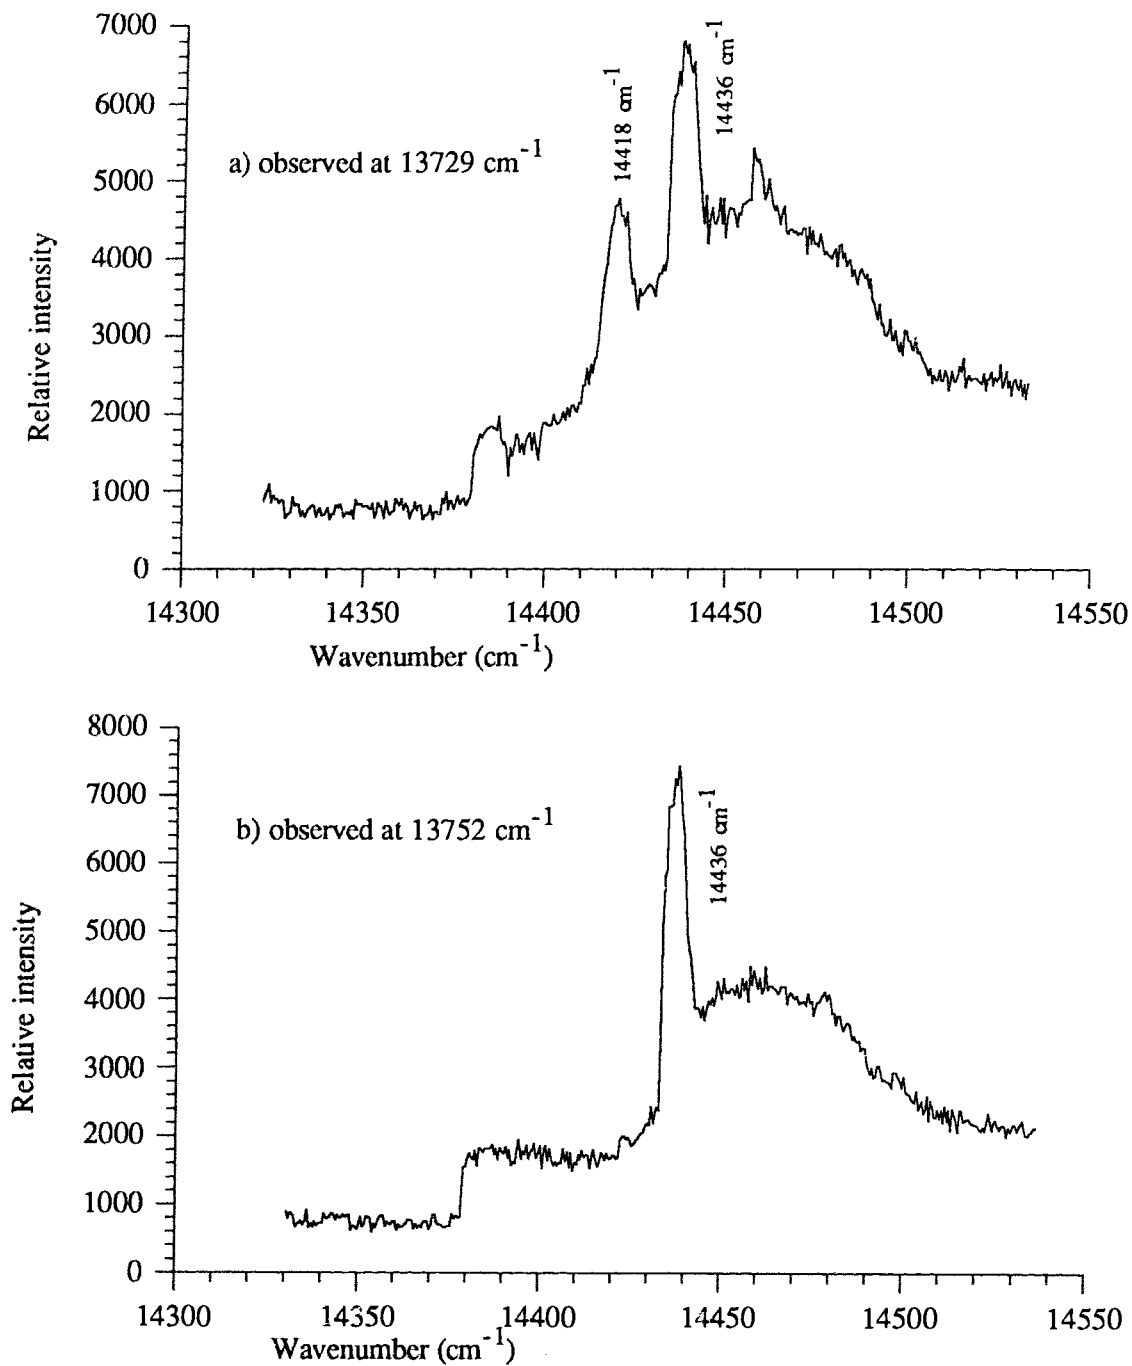 7000
6000
5000
4000
3000
2000
1000
0
Relative intensity
a) observed at 13729 cm⁻¹
14418 cm⁻¹
14436 cm⁻¹
14300 14350 14400 14450 14500 14550
Wavenumber (cm⁻¹)
8000
7000
6000
5000
4000
3000
2000
1000
0
Relative intensity
b) observed at 13752 cm⁻¹
14436 cm⁻¹
14300 14350 14400 14450 14500 14550
Wavenumber (cm⁻¹)